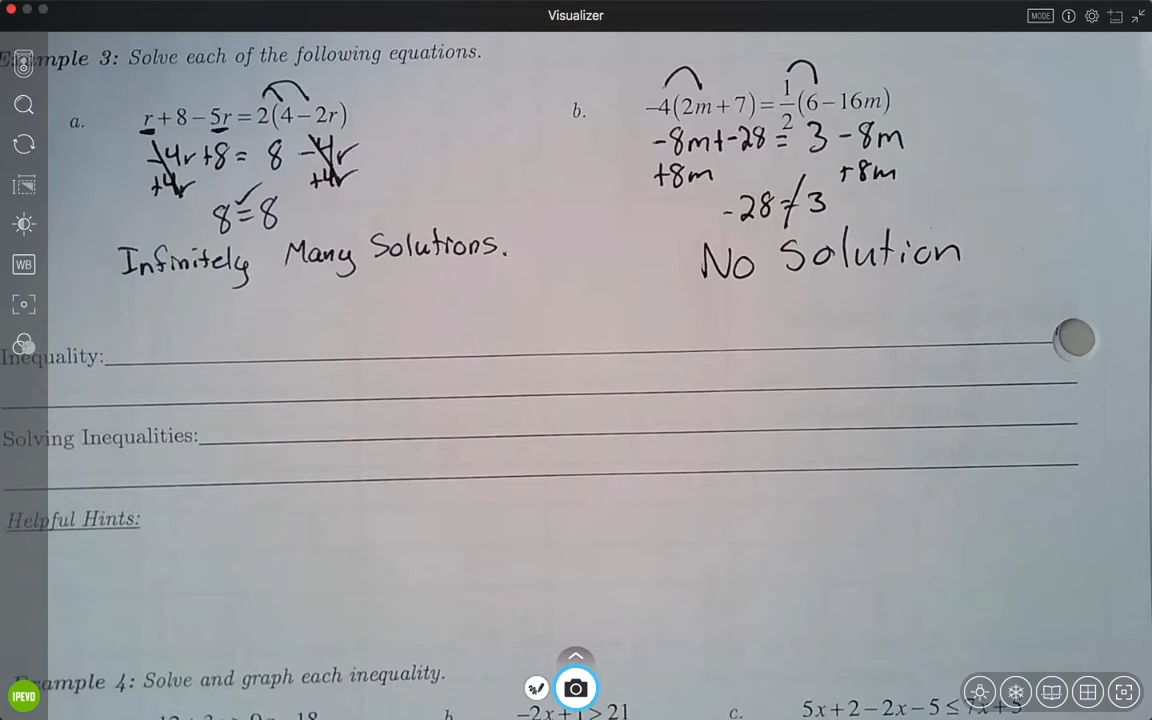 Visualizer
MODE
Example 3: Solve each of the following equations.
a. r + 8 − 5r = 2(4 − 2r)
-4r +8 = 8 -4r
+4r +4r
8 = 8
Infinitely Many Solutions.
b. −4(2m + 7) = 1/2 (6 − 16m)
-8m+-28 = 3 -8m
+8m +8m
-28 ≠ 3
No Solution
WB
Inequality:
Solving Inequalities:
Helpful Hints:
Example 4: Solve and graph each inequality.
b. −2x + 1 > 21
c. 5x + 2 − 2x − 5 ≤ 7x + 5
IPEVO